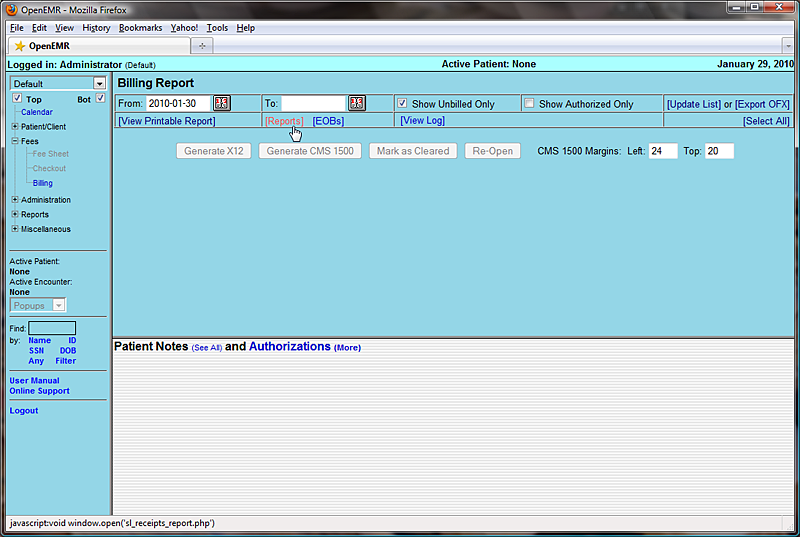 OpenEMR - Mozilla Firefox
File Edit View History Bookmarks Yahoo! Tools Help
OpenEMR
Logged in: Administrator (Default) Active Patient: None January 29, 2010
Default
Top Bot
Calendar
Patient/Client
Fees
Fee Sheet
Checkout
Billing
Administration
Reports
Miscellaneous
Active Patient:
None
Active Encounter:
None
Popups
Find:
by: Name ID
SSN DOB
Any Filter
User Manual
Online Support
Logout
Billing Report
From: 2010-01-30 To: Show Unbilled Only Show Authorized Only [Update List] or [Export OFX]
[View Printable Report] [Reports] [EOBs] [View Log] [Select All]
Generate X12 Generate CMS 1500 Mark as Cleared Re-Open CMS 1500 Margins: Left: 24 Top: 20
Patient Notes (See All) and Authorizations (More)
javascript:void window.open('sl_receipts_report.php')